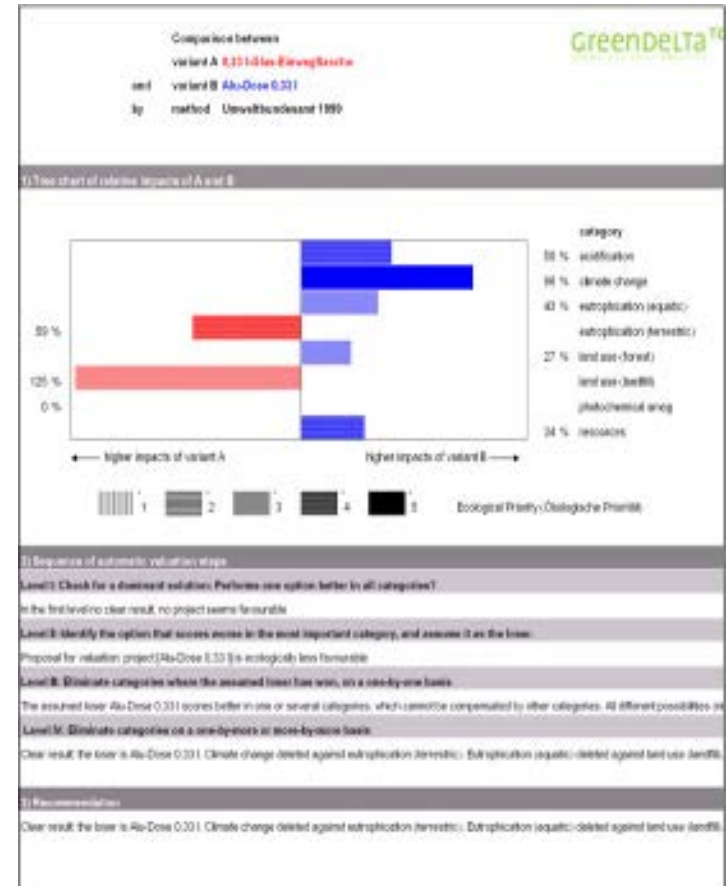 Comparison between
GreenDelta TC
variant A 0,33 l-Glas-Einwegflasche
and variant B Alu-Dose 0,33 l
by method Umweltbundesamt 1999
1) Tree chart of relative impacts of A and B
category
50 % acidification
climate change
43 % eutrophication (aquatic)
59 % eutrophication (terrestric)
27 % land use (forest)
125 % land use (landfill)
0 % photochemical smog
34 % resources
higher impacts of variant A higher impacts of variant B
1 2 3 4 5 Ecological Priority (Ökologische Priorität)
2) Sequence of automatic valuation steps
Level I: Check for a dominant solution: Performs one option better in all categories?
In the first level no clear result, no project seems favourable
Level II: Identify the option that scores worse in the most important category, and assume it as the loser.
Proposal for valuation: project [Alu-Dose 0,33 l] is ecologically less favourable
Level III: Eliminate categories where the assumed loser has won, on a one-by-one basis
The assumed loser Alu-Dose 0,33 l scores better in one or several categories, which cannot be compensated by other categories. All different possibilities
Level IV: Eliminate categories on a one-by-more or more-by-more basis
Clear result: the loser is Alu-Dose 0,33 l. Climate change deleted against eutrophication (terrestric). Eutrophication (aquatic) deleted against land use (landfill).
3) Recommendation
Clear result: the loser is Alu-Dose 0,33 l. Climate change deleted against eutrophication (terrestric). Eutrophication (aquatic) deleted against land use (landfill).